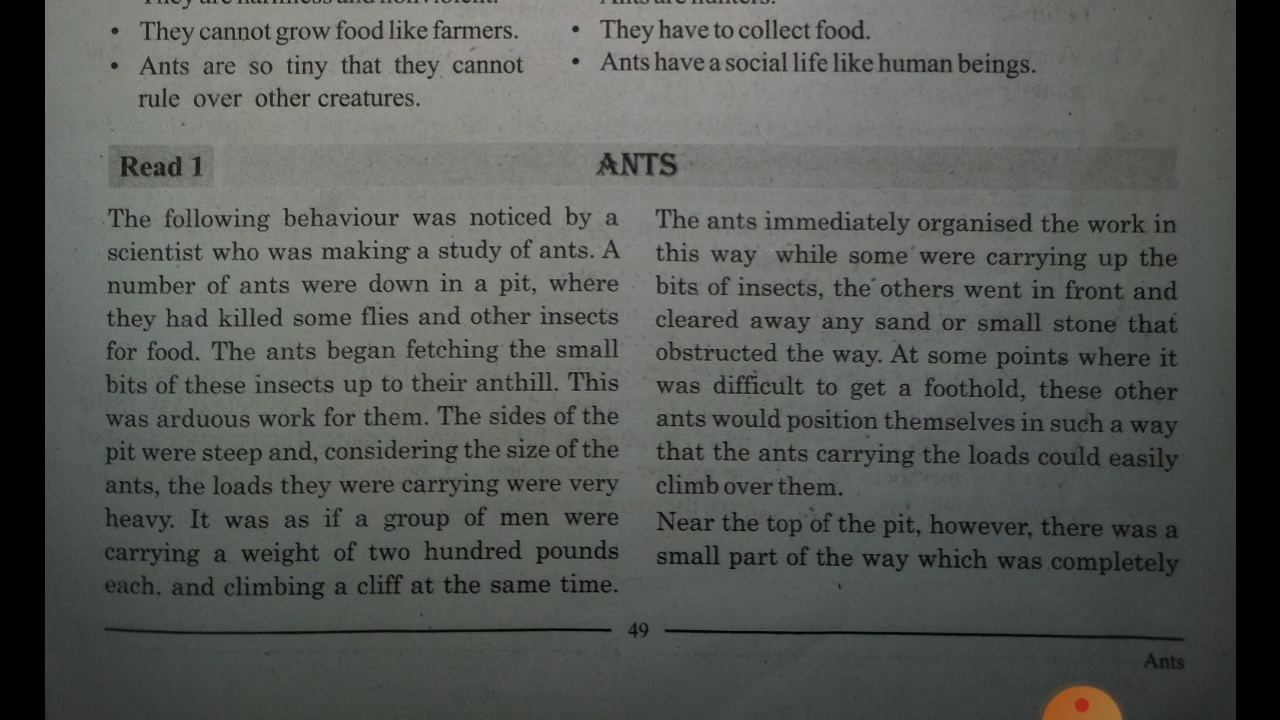 They are harmless and nonviolent.
• They cannot grow food like farmers.
• Ants are so tiny that they cannot
rule over other creatures.
Ants are hunters.
• They have to collect food.
• Ants have a social life like human beings.
Read 1
ANTS
The following behaviour was noticed by a
scientist who was making a study of ants. A
number of ants were down in a pit, where
they had killed some flies and other insects
for food. The ants began fetching the small
bits of these insects up to their anthill. This
was arduous work for them. The sides of the
pit were steep and, considering the size of the
ants, the loads they were carrying were very
heavy. It was as if a group of men were
carrying a weight of two hundred pounds
each, and climbing a cliff at the same time.
The ants immediately organised the work in
this way while some were carrying up the
bits of insects, the others went in front and
cleared away any sand or small stone that
obstructed the way. At some points where it
was difficult to get a foothold, these other
ants would position themselves in such a way
that the ants carrying the loads could easily
climb over them.
Near the top of the pit, however, there was a
small part of the way which was completely
49
Ants